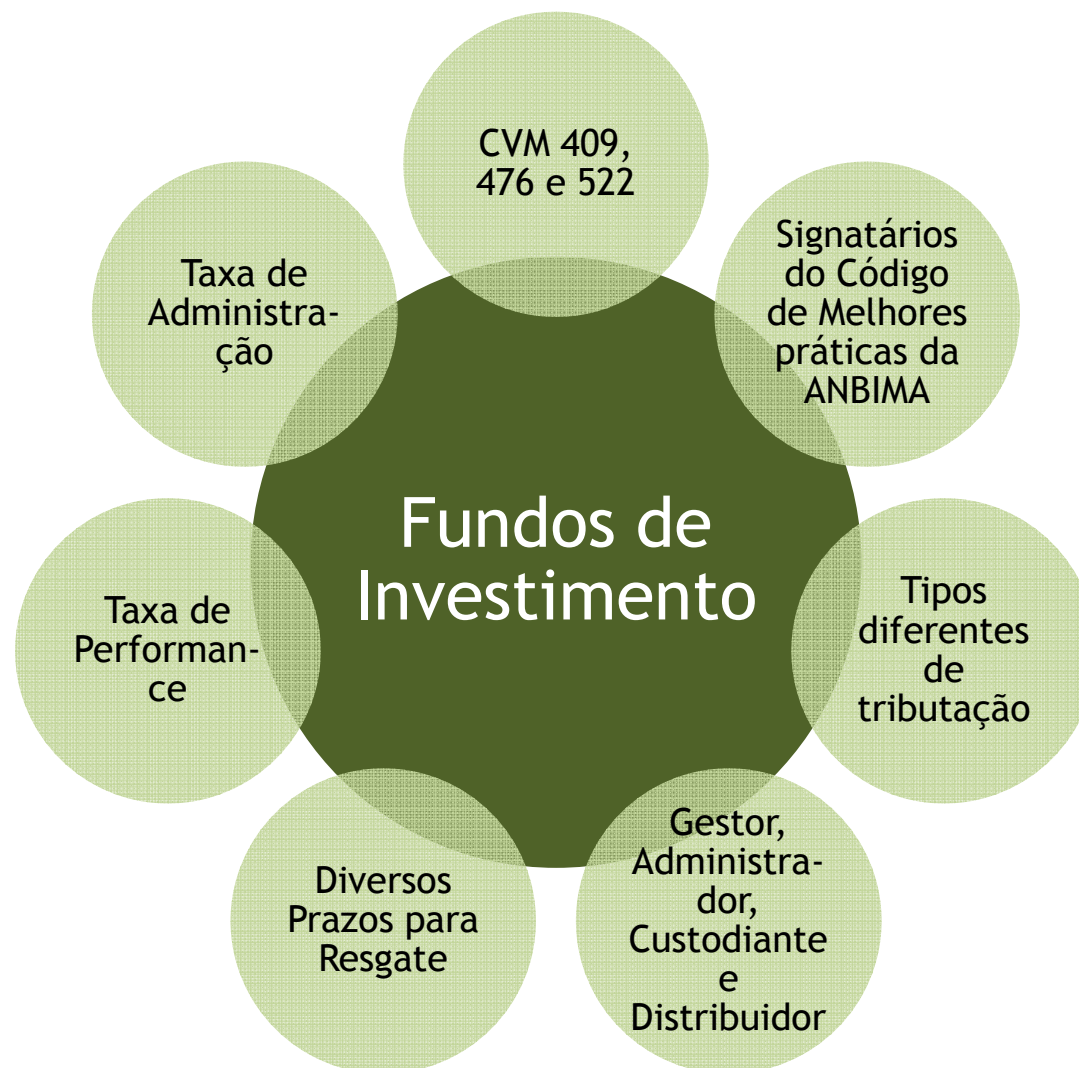 CVM 409,
476 e 522
Signatários
do Código
de Melhores
práticas da
ANBIMA
Tipos
diferentes
de
tributação
Gestor,
Administra-
dor,
Custodiante
e
Distribuidor
Diversos
Prazos para
Resgate
Taxa de
Performan-
ce
Taxa de
Administra-
ção
Fundos de
Investimento